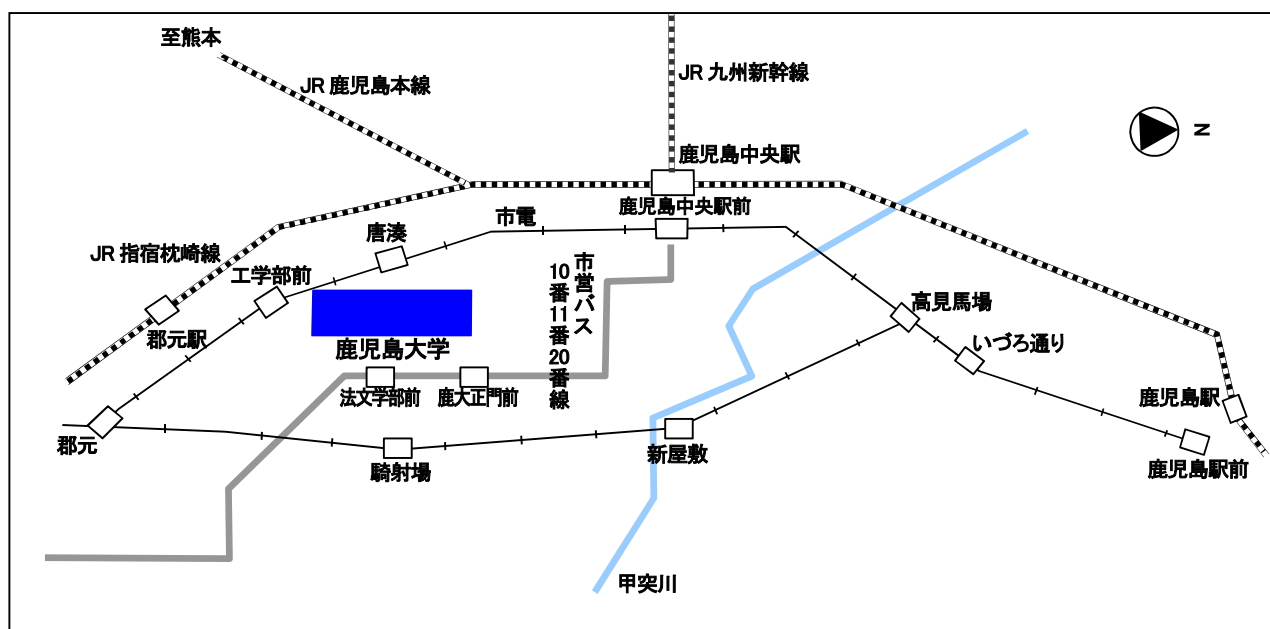 至熊本
JR 鹿児島本線
JR 九州新幹線
N
鹿児島中央駅
鹿児島中央駅前
市電
唐湊
JR 指宿枕崎線
工学部前
市営バス
10番11番20番線
高見馬場
郡元駅
鹿児島大学
いづろ通り
法文学部前
鹿大正門前
鹿児島駅
郡元
騎射場
新屋敷
鹿児島駅前
甲突川